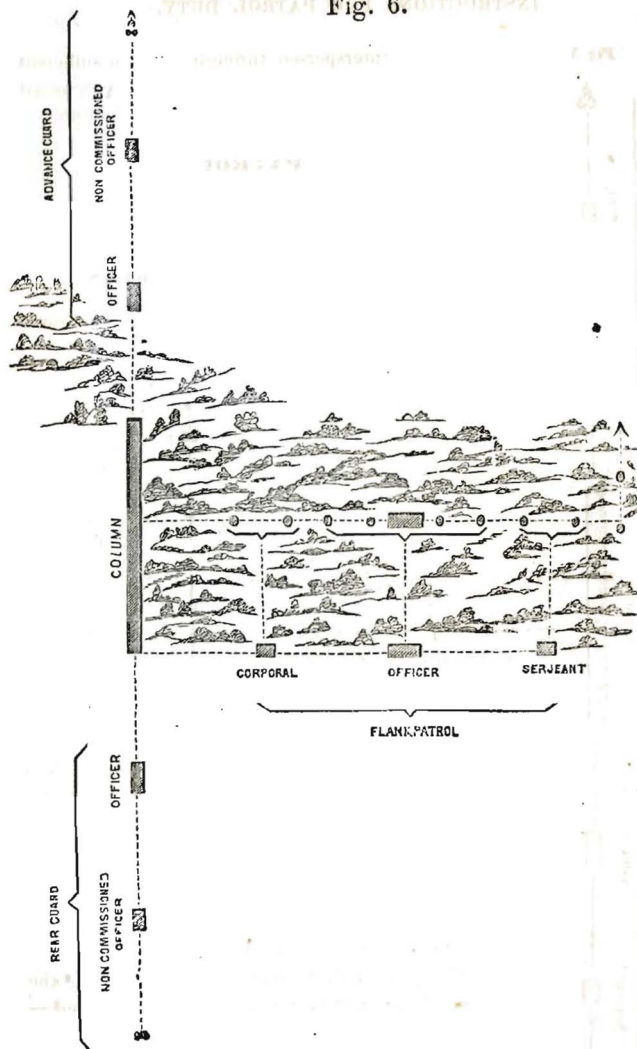 Fig. 6.
ADVANCE GUARD
NON COMMISSIONED
OFFICER
OFFICER
COLUMN
CORPORAL
OFFICER
SERJEANT
FLANK PATROL
OFFICER
REAR GUARD
NON COMMISSIONED
OFFICER